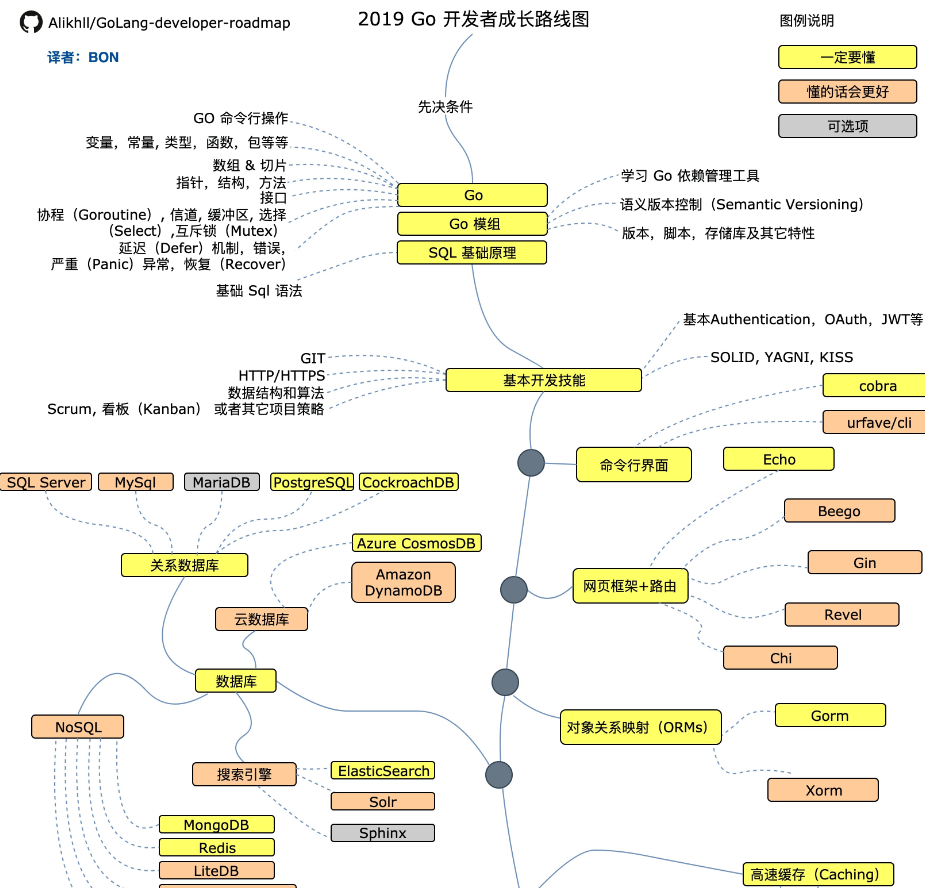 Alikhll/GoLang-developer-roadmap
2019 Go 开发者成长路线图
图例说明
译者：BON
一定要懂
懂的话会更好
可选项
先决条件
GO 命令行操作
变量，常量, 类型，函数，包等等
数组 & 切片
指针，结构，方法
接口
协程（Goroutine）, 信道, 缓冲区, 选择
（Select）,互斥锁（Mutex）
延迟（Defer）机制，错误,
严重（Panic）异常，恢复（Recover）
基础 Sql 语法
Go
Go 模组
SQL 基础原理
学习 Go 依赖管理工具
语义版本控制（Semantic Versioning）
版本，脚本，存储库及其它特性
基本Authentication，OAuth，JWT等
SOLID, YAGNI, KISS
GIT
HTTP/HTTPS
数据结构和算法
Scrum, 看板（Kanban） 或者其它项目策略
基本开发技能
cobra
urfave/cli
命令行界面
Echo
Beego
Gin
Revel
Chi
网页框架+路由
SQL Server
MySql
MariaDB
PostgreSQL
CockroachDB
关系数据库
Azure CosmosDB
Amazon
DynamoDB
云数据库
数据库
对象关系映射（ORMs）
Gorm
Xorm
NoSQL
搜索引擎
ElasticSearch
Solr
Sphinx
MongoDB
Redis
LiteDB
高速缓存（Caching）